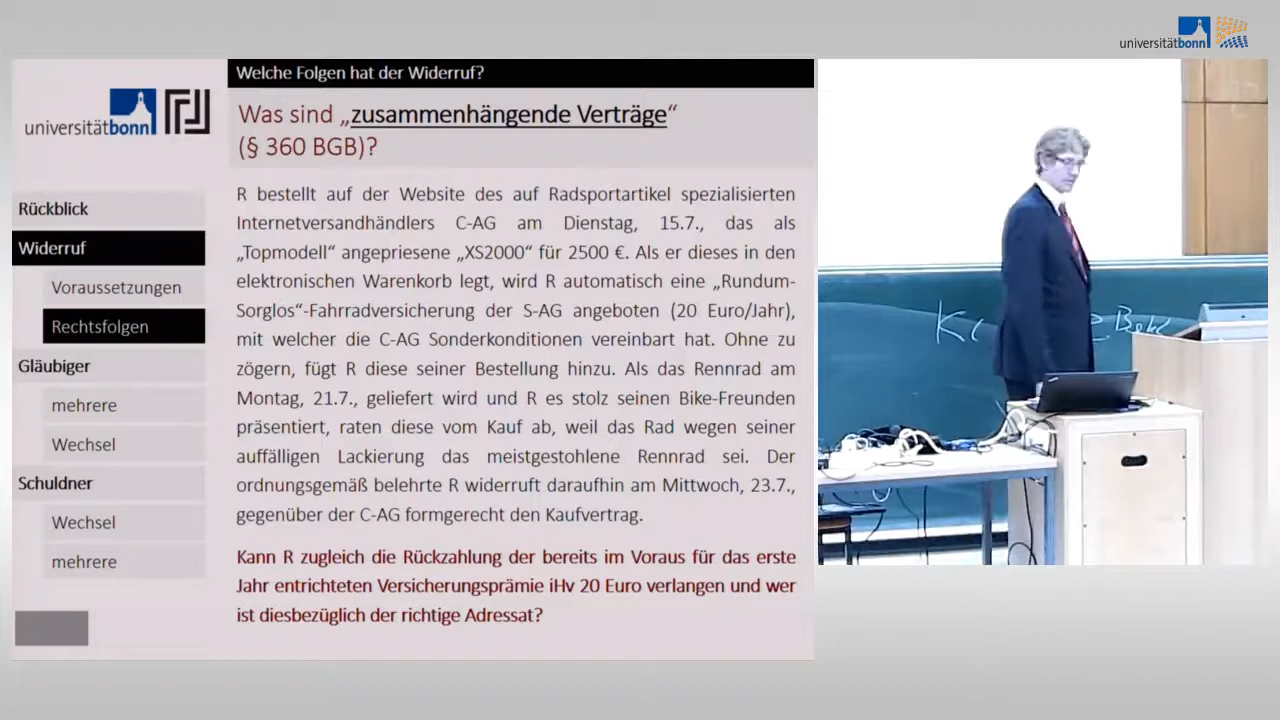 universitätbonn
Welche Folgen hat der Widerruf?
universitätbonn
Was sind „zusammenhängende Verträge“
(§ 360 BGB)?
Rückblick
Widerruf
Voraussetzungen
Rechtsfolgen
Gläubiger
mehrere
Wechsel
Schuldner
Wechsel
mehrere
R bestellt auf der Website des auf Radsportartikel spezialisierten
Internetversandhändlers C-AG am Dienstag, 15.7., das als
„Topmodell“ angepriesene „XS2000“ für 2500 €. Als er dieses in den
elektronischen Warenkorb legt, wird R automatisch eine „Rundum-
Sorglos“-Fahrradversicherung der S-AG angeboten (20 Euro/Jahr),
mit welcher die C-AG Sonderkonditionen vereinbart hat. Ohne zu
zögern, fügt R diese seiner Bestellung hinzu. Als das Rennrad am
Montag, 21.7., geliefert wird und R es stolz seinen Bike-Freunden
präsentiert, raten diese vom Kauf ab, weil das Rad wegen seiner
auffälligen Lackierung das meistgestohlene Rennrad sei. Der
ordnungsgemäß belehrte R widerruft daraufhin am Mittwoch, 23.7.,
gegenüber der C-AG formgerecht den Kaufvertrag.
Kann R zugleich die Rückzahlung der bereits im Voraus für das erste
Jahr entrichteten Versicherungsprämie iHv 20 Euro verlangen und wer
ist diesbezüglich der richtige Adressat?